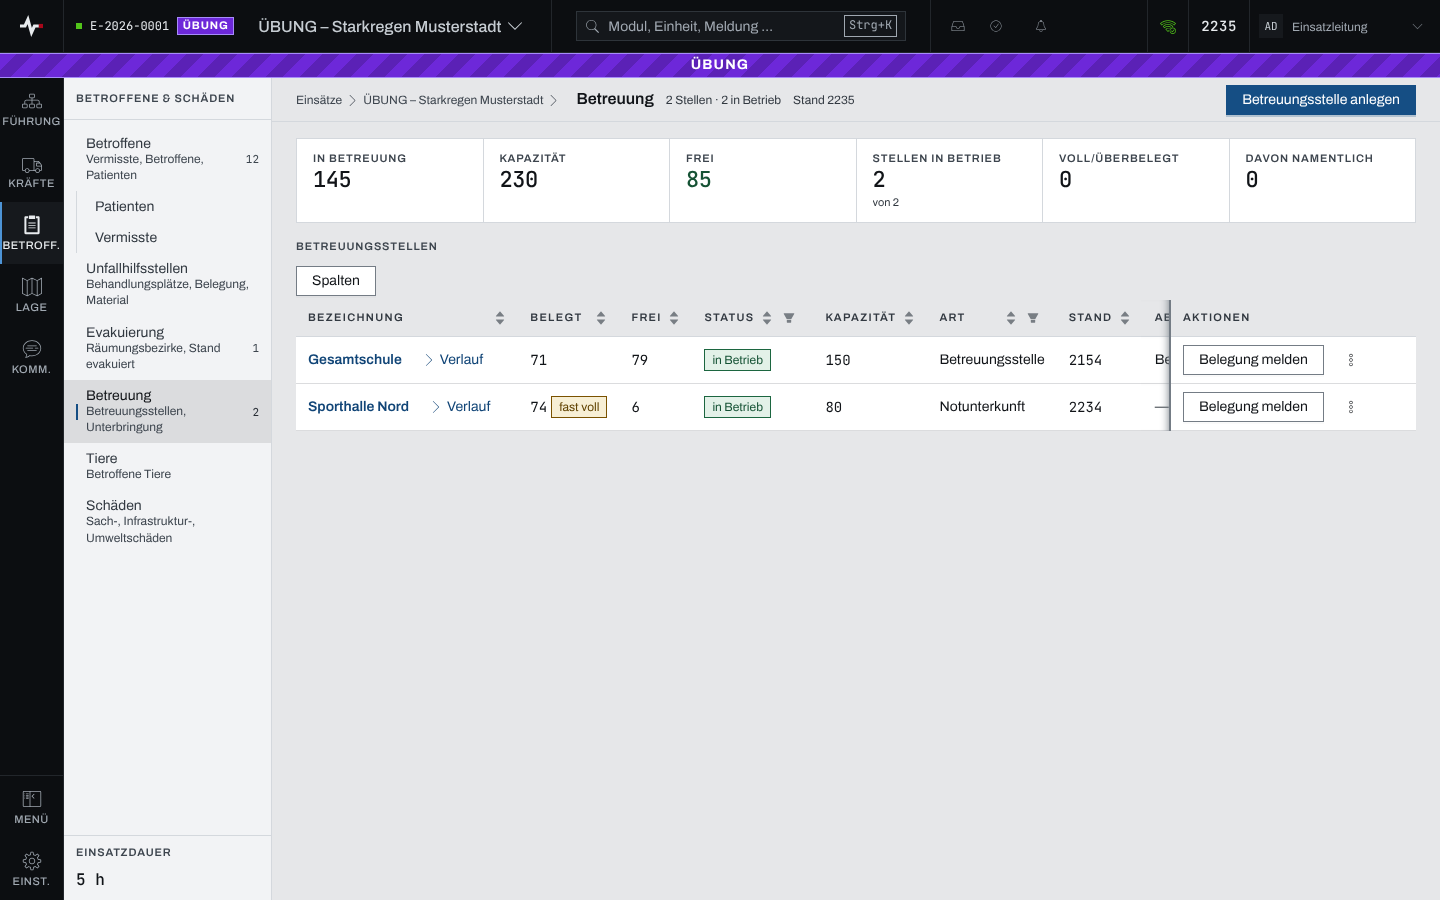 E-2026-0001 ÜBUNG ÜBUNG – Starkregen Musterstadt Modul, Einheit, Meldung ... Strg+K 2235 AD Einsatzleitung
ÜBUNG
FÜHRUNG
KRÄFTE
BETROFF.
LAGE
KOMM.
MENÜ
EINST.
BETROFFENE & SCHÄDEN
Betroffene
Vermisste, Betroffene, 12
Patienten
Patienten
Vermisste
Unfallhilfsstellen
Behandlungsplätze, Belegung,
Material
Evakuierung
Räumungsbezirke, Stand 1
evakuiert
Betreuung
Betreuungsstellen, 2
Unterbringung
Tiere
Betroffene Tiere
Schäden
Sach-, Infrastruktur-,
Umweltschäden
EINSATZDAUER
5 h
Einsätze ÜBUNG – Starkregen Musterstadt Betreuung 2 Stellen · 2 in Betrieb Stand 2235 Betreuungsstelle anlegen
IN BETREUUNG KAPAZITÄT FREI STELLEN IN BETRIEB VOLL/ÜBERBELEGT DAVON NAMENTLICH
145 230 85 2 0 0
von 2
BETREUUNGSSTELLEN
Spalten
BEZEICHNUNG BELEGT FREI STATUS KAPAZITÄT ART STAND AKTIONEN
Gesamtschule Verlauf 71 79 in Betrieb 150 Betreuungsstelle 2154 Be Belegung melden
Sporthalle Nord Verlauf 74 fast voll 6 in Betrieb 80 Notunterkunft 2234 — Belegung melden